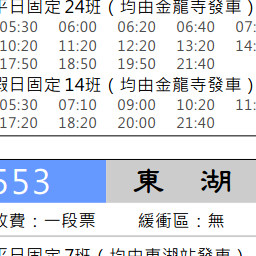 平日固定 24班 ( 均由金龍寺發車 )
05:30 06:00 06:20 06:40 07:
10:20 11:20 12:20 13:20 14:
17:50 18:50 19:50 21:40
假日固定 14班 ( 均由金龍寺發車 )
05:30 07:10 09:00 10:20 11:
17:20 18:20 20:00 21:40
553 東 湖
收費：一段票 緩衝區：無
平日固定 7班 ( 均由東湖站發車 )